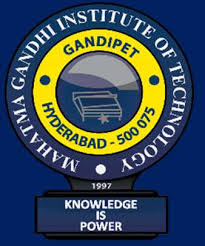 MAHATMA GANDHI INSTITUTE OF TECHNOLOGY
GANDIPET
HYDERABAD - 500 075
1997
KNOWLEDGE
IS
POWER